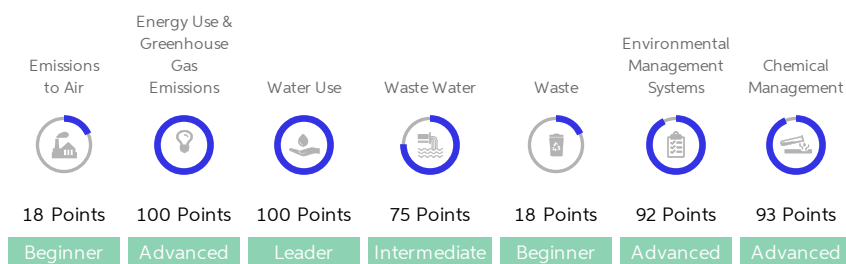 Emissions
to Air
Energy Use &
Greenhouse
Gas
Emissions
Water Use
Waste Water
Waste
Environmental
Management
Systems
Chemical
Management
18 Points
100 Points
100 Points
75 Points
18 Points
92 Points
93 Points
Beginner
Advanced
Leader
Intermediate
Beginner
Advanced
Advanced